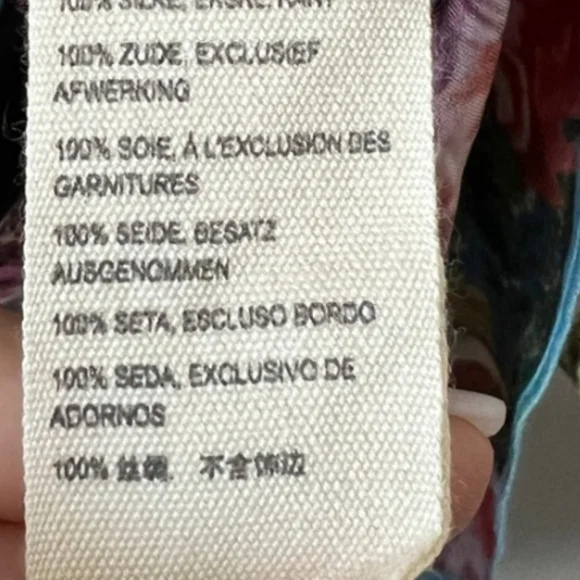 100% ZUDE, EXCLUSIEF
AFWERKING
100% SOIE, À L'EXCLUSION DES
GARNITURES
100% SEIDE, BESATZ
AUSGENOMMEN
100% SETA, ESCLUSO BORDO
100% SEDA, EXCLUSIVO DE
ADORNOS
100% 丝绸 不含饰边